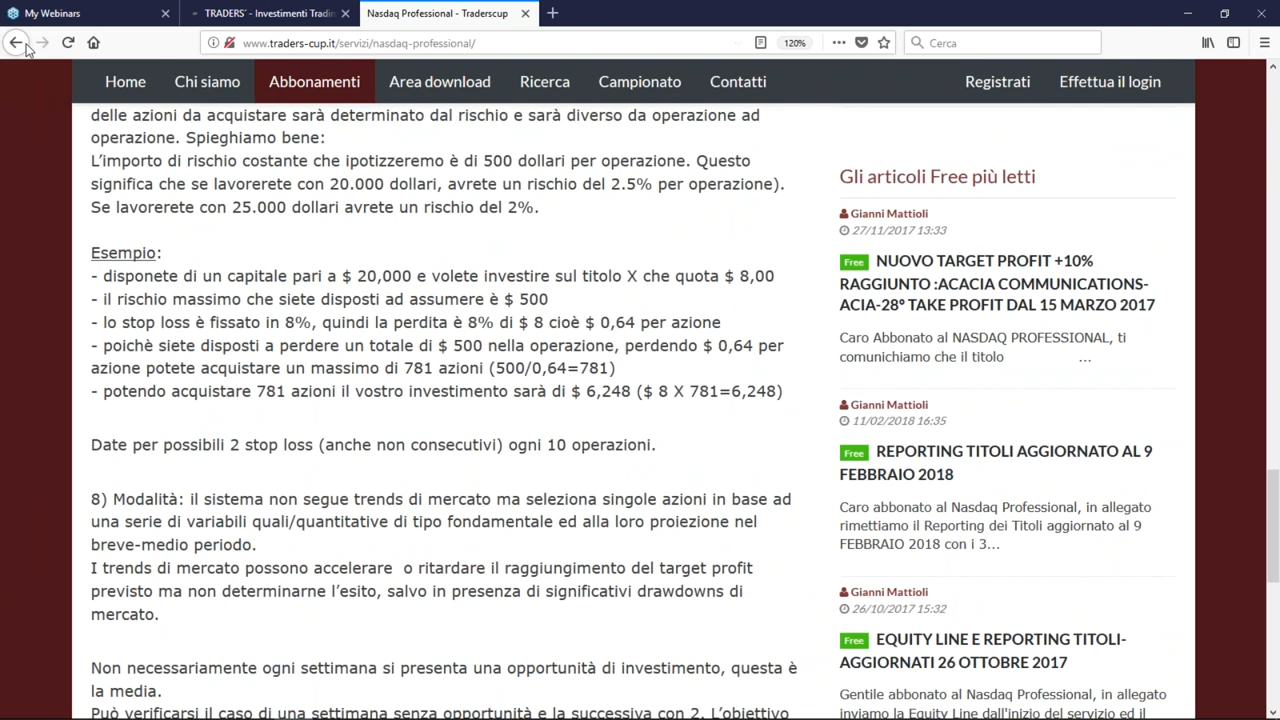 My Webinars
TRADERS´ - Investimenti Tradin
Nasdaq Professional - Traderscup
www.traders-cup.it/servizi/nasdaq-professional/
120%
Cerca
Home
Chi siamo
Abbonamenti
Area download
Ricerca
Campionato
Contatti
Registrati
Effettua il login
delle azioni da acquistare sarà determinato dal rischio e sarà diverso da operazione ad
operazione. Spieghiamo bene:
L’importo di rischio costante che ipotizzeremo è di 500 dollari per operazione. Questo
significa che se lavorerete con 20.000 dollari, avrete un rischio del 2.5% per operazione).
Se lavorerete con 25.000 dollari avrete un rischio del 2%.
Esempio:
- disponete di un capitale pari a $ 20,000 e volete investire sul titolo X che quota $ 8,00
- il rischio massimo che siete disposti ad assumere è $ 500
- lo stop loss è fissato in 8%, quindi la perdita è 8% di $ 8 cioè $ 0,64 per azione
- poichè siete disposti a perdere un totale di $ 500 nella operazione, perdendo $ 0,64 per
azione potete acquistare un massimo di 781 azioni (500/0,64=781)
- potendo acquistare 781 azioni il vostro investimento sarà di $ 6,248 ($ 8 X 781=6,248)
Date per possibili 2 stop loss (anche non consecutivi) ogni 10 operazioni.
8) Modalità: il sistema non segue trends di mercato ma seleziona singole azioni in base ad
una serie di variabili quali/quantitative di tipo fondamentale ed alla loro proiezione nel
breve-medio periodo.
I trends di mercato possono accelerare  o ritardare il raggiungimento del target profit
previsto ma non determinarne l’esito, salvo in presenza di significativi drawdowns di
mercato.
Non necessariamente ogni settimana si presenta una opportunità di investimento, questa è
la media.
Può verificarsi il caso di una settimana senza opportunità e la successiva con 2. L’obiettivo
Gli articoli Free più letti
Gianni Mattioli
27/11/2017 13:33
Free NUOVO TARGET PROFIT +10%
RAGGIUNTO :ACACIA COMMUNICATIONS-
ACIA-28° TAKE PROFIT DAL 15 MARZO 2017
Caro Abbonato al NASDAQ PROFESSIONAL, ti
comunichiamo che il titolo ...
Gianni Mattioli
11/02/2018 16:35
Free REPORTING TITOLI AGGIORNATO AL 9
FEBBRAIO 2018
Caro abbonato al Nasdaq Professional, in allegato
rimettiamo il Reporting dei Titoli aggiornato al 9
FEBBRAIO 2018 con i 3...
Gianni Mattioli
26/10/2017 15:32
Free EQUITY LINE E REPORTING TITOLI-
AGGIORNATI 26 OTTOBRE 2017
Gentile abbonato al Nasdaq Professional, in allegato
inviamo la Equity Line dall'inizio del servizio ed il